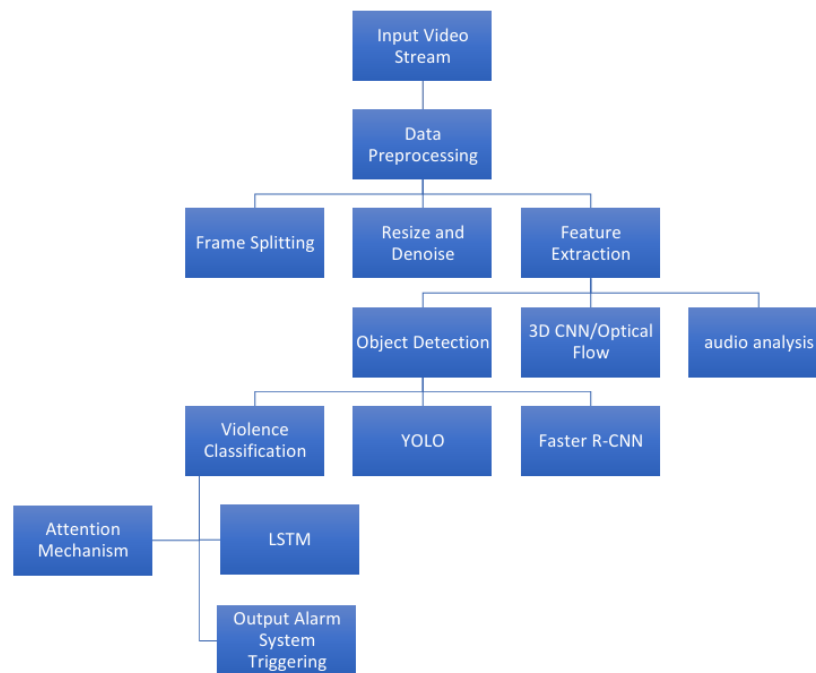 Input Video
Stream
Data
Preprocessing
Frame Splitting
Resize and
Denoise
Feature
Extraction
Object Detection
3D CNN/Optical
Flow
audio analysis
Violence
Classification
YOLO
Faster R-CNN
Attention
Mechanism
LSTM
Output Alarm
System
Triggering